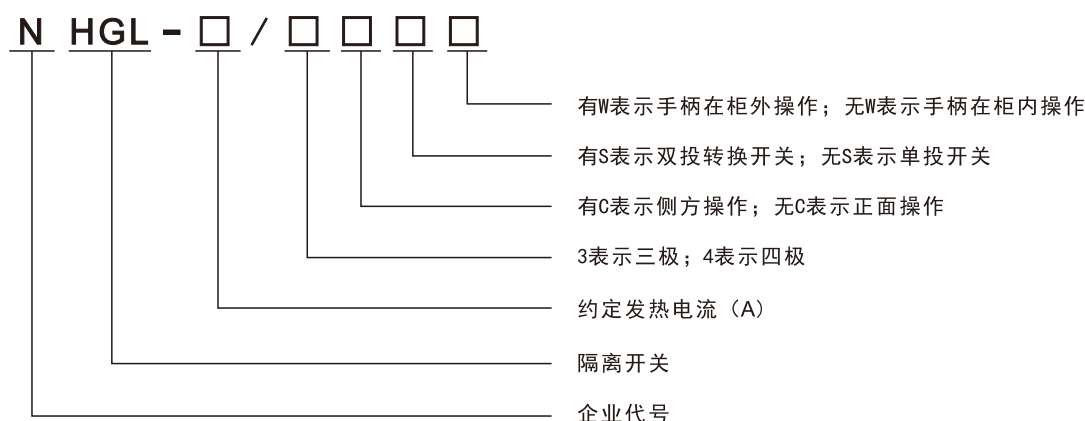 N HGL-□/□□□□
有W表示手柄在柜外操作；无W表示手柄在柜内操作
有S表示双投转换开关；无S表示单投开关
有C表示侧方操作；无C表示正面操作
3表示三极；4表示四极
约定发热电流（A）
隔离开关
企业代号